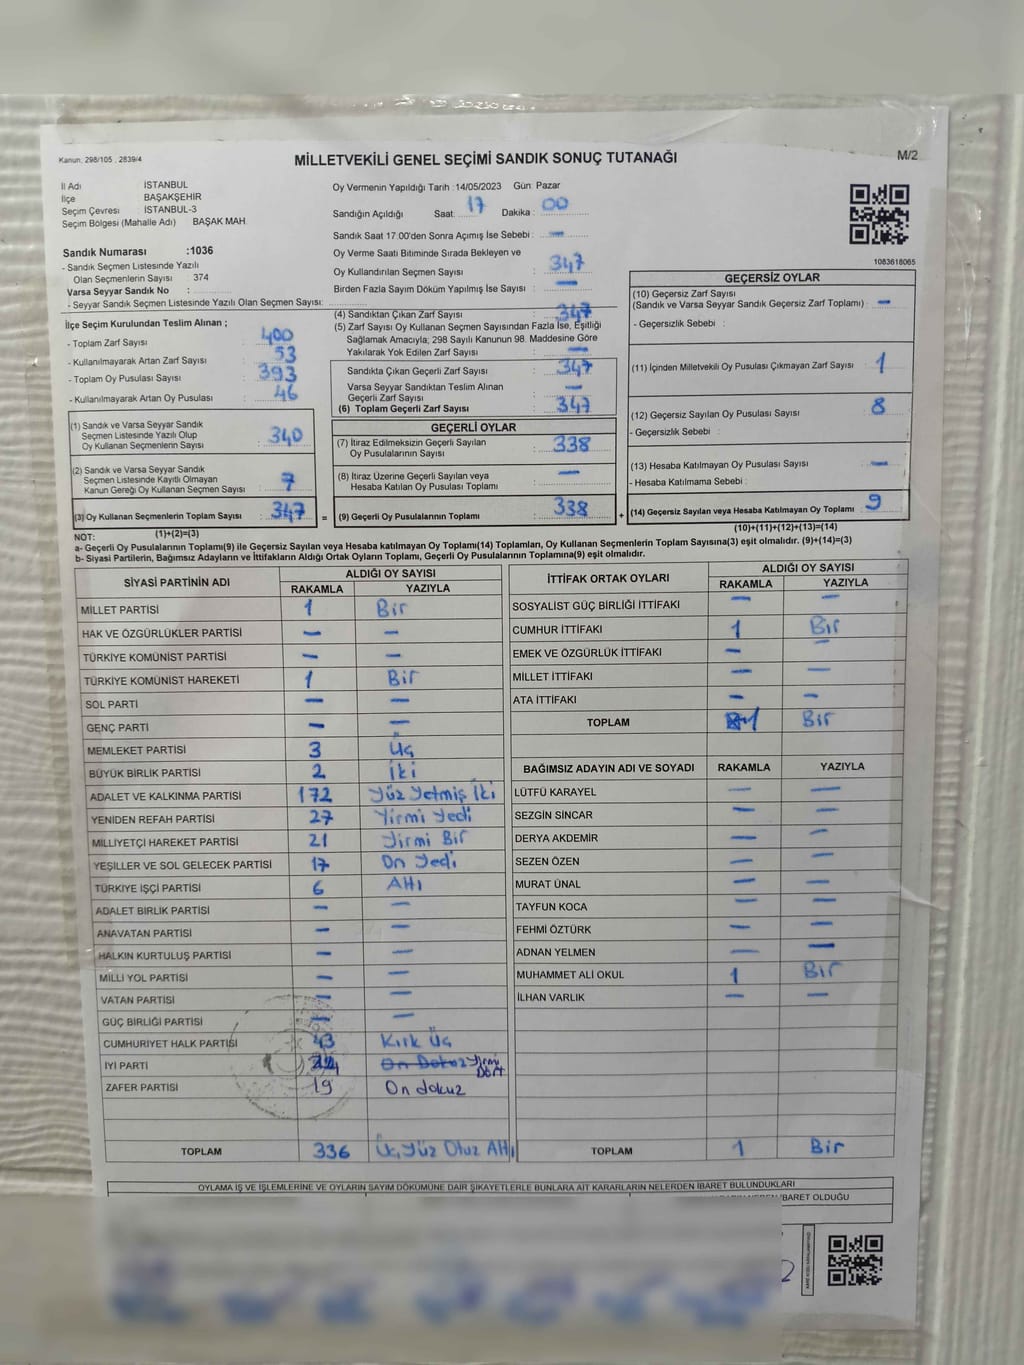 Kanun: 298/105 , 2839/4
MİLLETVEKİLİ GENEL SEÇİMİ SANDIK SONUÇ TUTANAĞI
M/2
İl Adı İSTANBUL
İlçe BAŞAKŞEHİR
Seçim Çevresi İSTANBUL-3
Seçim Bölgesi (Mahalle Adı) BAŞAK MAH.
Oy Vermenin Yapıldığı Tarih :14/05/2023 Gün: Pazar
Sandığın Açıldığı Saat: 17 Dakika : 00
Sandık Saat 17.00'den Sonra Açımış İse Sebebi : —
Oy Verme Saati Bitiminde Sırada Bekleyen ve
Oy Kullandırılan Seçmen Sayısı : 347
Birden Fazla Sayım Döküm Yapılmış İse Sayısı : —
1083618065
Sandık Numarası :1036
- Sandık Seçmen Listesinde Yazılı
Olan Seçmenlerin Sayısı : 374
Varsa Seyyar Sandık No :
- Seyyar Sandık Seçmen Listesinde Yazılı Olan Seçmen Sayısı:
İlçe Seçim Kurulundan Teslim Alınan ;
- Toplam Zarf Sayısı : 400
- Kullanılmayarak Artan Zarf Sayısı : 53
- Toplam Oy Pusulası Sayısı : 393
- Kullanılmayarak Artan Oy Pusulası : 46
(1) Sandık ve Varsa Seyyar Sandık
Seçmen Listesinde Yazılı Olup
Oy Kullanan Seçmenlerin Sayısı : 340
(2) Sandık ve Varsa Seyyar Sandık
Seçmen Listesinde Kayıtlı Olmayan
Kanun Gereği Oy Kullanan Seçmen Sayısı : 7
(3) Oy Kullanan Seçmenlerin Toplam Sayısı : 347
(1)+(2)=(3)
(4) Sandıktan Çıkan Zarf Sayısı : 347
(5) Zarf Sayısı Oy Kullanan Seçmen Sayısından Fazla İse, Eşitliği
Sağlamak Amacıyla; 298 Sayılı Kanunun 98. Maddesine Göre
Yakılarak Yok Edilen Zarf Sayısı : —
Sandıkta Çıkan Geçerli Zarf Sayısı : 347
Varsa Seyyar Sandıktan Teslim Alınan
Geçerli Zarf Sayısı : —
(6) Toplam Geçerli Zarf Sayısı : 347
GEÇERLİ OYLAR
(7) İtiraz Edilmeksizin Geçerli Sayılan
Oy Pusulalarının Sayısı : 338
(8) İtiraz Üzerine Geçerli Sayılan veya
Hesaba Katılan Oy Pusulası Toplamı : —
= (9) Geçerli Oy Pusulalarının Toplamı : 338 +
GEÇERSİZ OYLAR
(10) Geçersiz Zarf Sayısı
(Sandık ve Varsa Seyyar Sandık Geçersiz Zarf Toplamı) : —
- Geçersizlik Sebebi :
(11) İçinden Milletvekili Oy Pusulası Çıkmayan Zarf Sayısı : 1
(12) Geçersiz Sayılan Oy Pusulası Sayısı : 8
- Geçersizlik Sebebi :
(13) Hesaba Katılmayan Oy Pusulası Sayısı : —
- Hesaba Katılmama Sebebi :
(14) Geçersiz Sayılan veya Hesaba Katılmayan Oy Toplamı : 9
(10)+(11)+(12)+(13)=(14)
NOT:
a- Geçerli Oy Pusulalarının Toplamı(9) ile Geçersiz Sayılan veya Hesaba katılmayan Oy Toplamı(14) Toplamları, Oy Kullanan Seçmenlerin Toplam Sayısına(3) eşit olmalıdır. (9)+(14)=(3)
b- Siyasi Partilerin, Bağımsız Adayların ve İttifakların Aldığı Ortak Oyların Toplamı, Geçerli Oy Pusulalarının Toplamına(9) eşit olmalıdır.
SİYASİ PARTİNİN ADI ALDIĞI OY SAYISI
RAKAMLA YAZIYLA
MİLLET PARTİSİ 1 Bir
HAK VE ÖZGÜRLÜKLER PARTİSİ — —
TÜRKİYE KOMÜNİST PARTİSİ — —
TÜRKİYE KOMÜNİST HAREKETİ 1 Bir
SOL PARTİ — —
GENÇ PARTİ — —
MEMLEKET PARTİSİ 3 Üç
BÜYÜK BİRLİK PARTİSİ 2 İki
ADALET VE KALKINMA PARTİSİ 172 Yüz Yetmiş İki
YENİDEN REFAH PARTİSİ 27 Yirmi Yedi
MİLLİYETÇİ HAREKET PARTİSİ 21 Yirmi Bir
YEŞİLLER VE SOL GELECEK PARTİSİ 17 On Yedi
TÜRKİYE İŞÇİ PARTİSİ 6 Altı
ADALET BİRLİK PARTİSİ — —
ANAVATAN PARTİSİ — —
HALKIN KURTULUŞ PARTİSİ — —
MİLLİ YOL PARTİSİ — —
VATAN PARTİSİ — —
GÜÇ BİRLİĞİ PARTİSİ — —
CUMHURİYET HALK PARTİSİ 43 Kırk Üç
İYİ PARTİ 24 On Dokuz Yirmi Dört
ZAFER PARTİSİ 19 On dokuz
TOPLAM 336 Üç Yüz Otuz Altı
İTTİFAK ORTAK OYLARI ALDIĞI OY SAYISI
RAKAMLA YAZIYLA
SOSYALİST GÜÇ BİRLİĞİ İTTİFAKI — —
CUMHUR İTTİFAKI 1 Bir
EMEK VE ÖZGÜRLÜK İTTİFAKI — —
MİLLET İTTİFAKI — —
ATA İTTİFAKI — —
TOPLAM 1 Bir
BAĞIMSIZ ADAYIN ADI VE SOYADI RAKAMLA YAZIYLA
LÜTFÜ KARAYEL — —
SEZGİN SİNCAR — —
DERYA AKDEMİR — —
SEZEN ÖZEN — —
MURAT ÜNAL — —
TAYFUN KOCA — —
FEHMİ ÖZTÜRK — —
ADNAN YELMEN — —
MUHAMMET ALİ OKUL 1 Bir
İLHAN VARLIK — —
TOPLAM 1 Bir
OYLAMA İŞ VE İŞLEMLERİNE VE OYLARIN SAYIM DÖKÜMÜNE DAİR ŞİKAYETLERLE BUNLARA AİT KARARLARIN NELERDEN İBARET BULUNDUKLARI
İBARET OLDUĞU